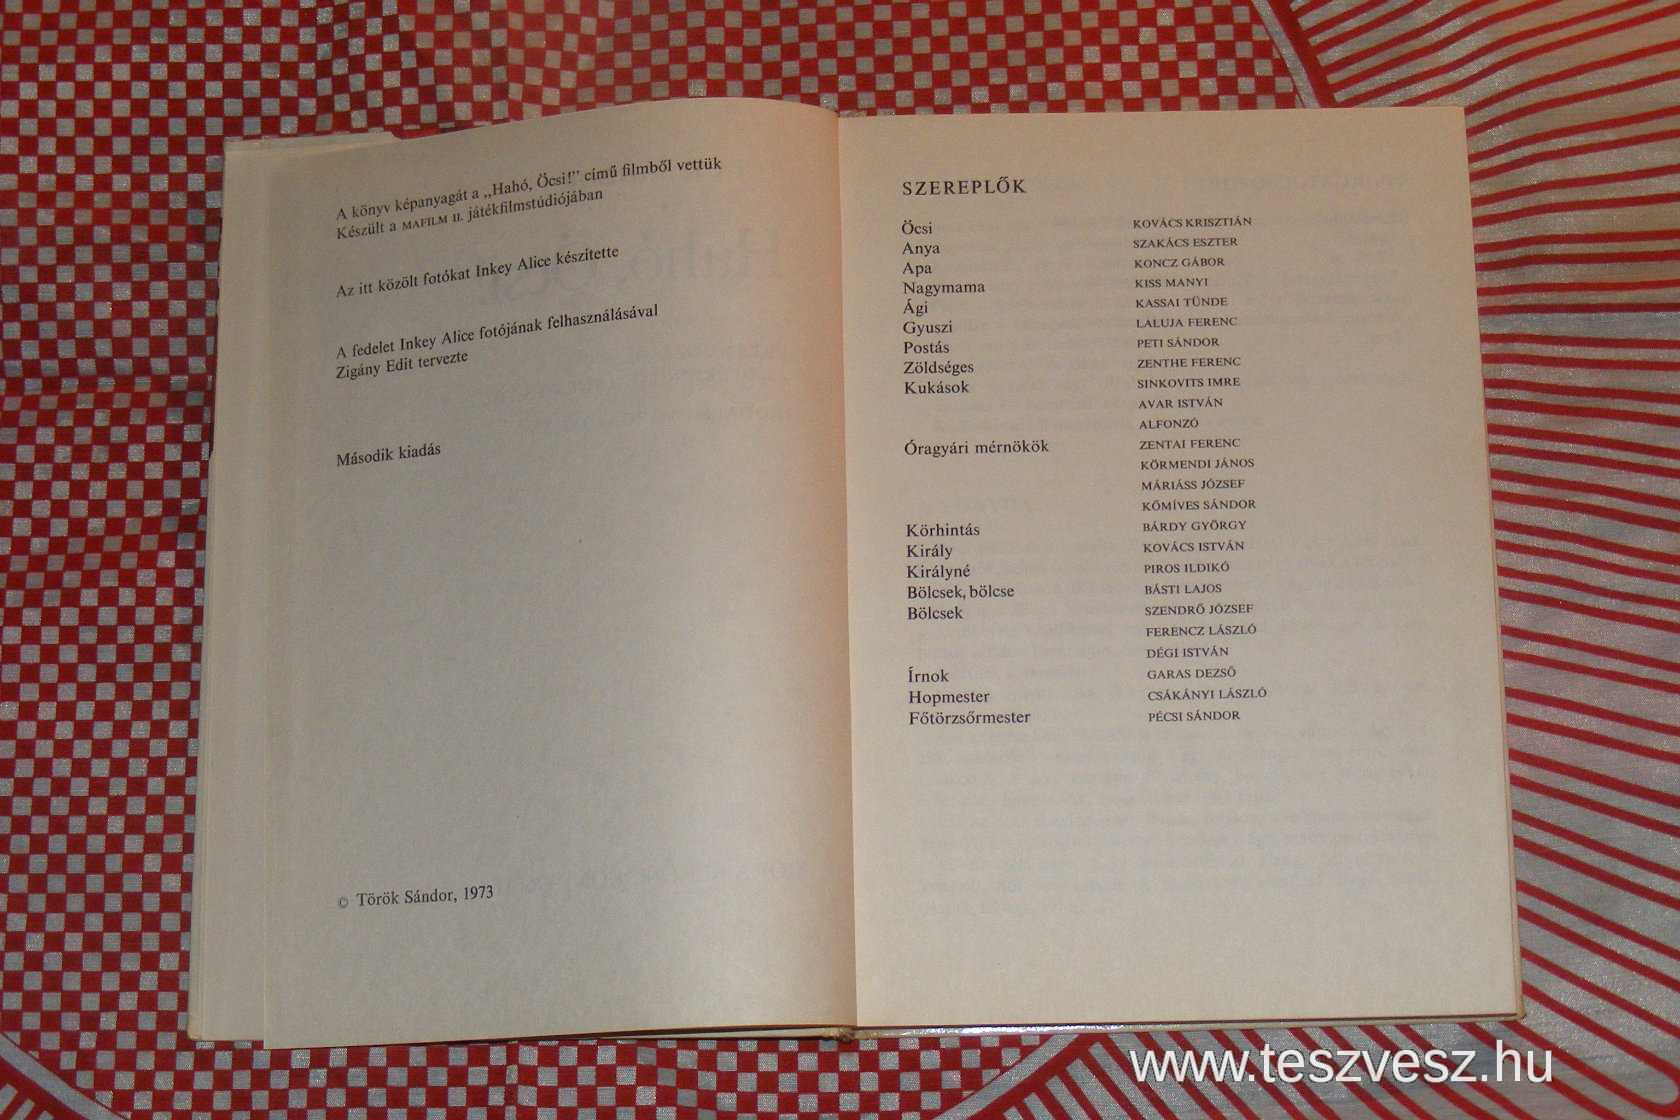 A könyv képanyagát a „Hahó, Öcsi!” című filmből vettük
Készült a MAFILM II. játékfilmstúdiójában
Az itt közölt fotókat Inkey Alice készítette
A fedelet Inkey Alice fotójának felhasználásával
Zigány Edit tervezte
Második kiadás
© Török Sándor, 1973
SZEREPLŐK
Öcsi KOVÁCS KRISZTIÁN
Anya SZAKÁCS ESZTER
Apa KONCZ GÁBOR
Nagymama KISS MANYI
Ági KASSAI TÜNDE
Gyuszi LALUJA FERENC
Postás PETI SÁNDOR
Zöldséges ZENTHE FERENC
Kukások SINKOVITS IMRE
AVAR ISTVÁN
ALFONZÓ
Óragyári mérnökök ZENTAI FERENC
KÖRMENDI JÁNOS
MÁRIÁSS JÓZSEF
KŐMÍVES SÁNDOR
Körhintás BÁRDY GYÖRGY
Király KOVÁCS ISTVÁN
Királyné PIROS ILDIKÓ
Bölcsek, bölcse BÁSTI LAJOS
Bölcsek SZENDRŐ JÓZSEF
FERENCZ LÁSZLÓ
DÉGI ISTVÁN
Írnok GARAS DEZSŐ
Hopmester CSÁKÁNYI LÁSZLÓ
Főtörzsőrmester PÉCSI SÁNDOR
www.teszvesz.hu